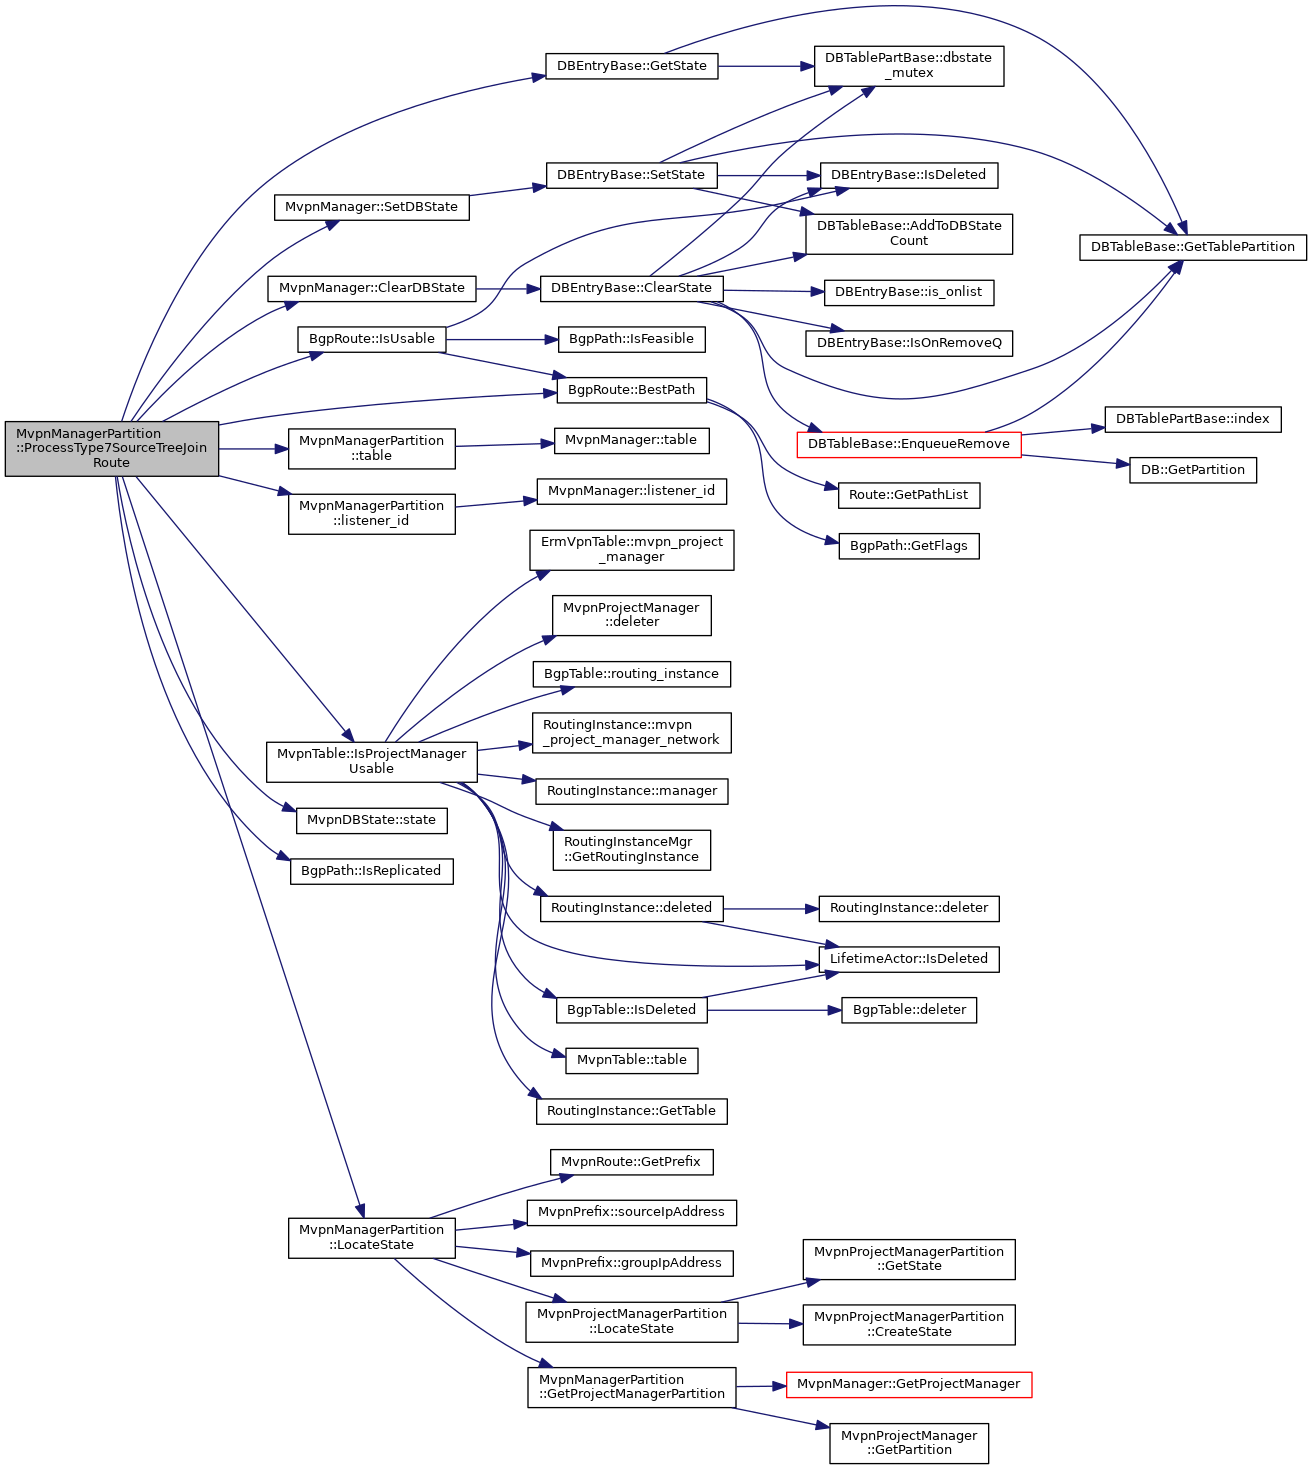 MvpnManagerPartition
::ProcessType7SourceTreeJoin
Route
DBEntryBase::GetState
DBTablePartBase::dbstate
_mutex
DBTableBase::GetTablePartition
MvpnManager::SetDBState
DBEntryBase::SetState
DBEntryBase::IsDeleted
DBTableBase::AddToDBState
Count
MvpnManager::ClearDBState
DBEntryBase::ClearState
DBEntryBase::is_onlist
DBEntryBase::IsOnRemoveQ
BgpRoute::IsUsable
BgpPath::IsFeasible
BgpRoute::BestPath
DBTableBase::EnqueueRemove
DBTablePartBase::index
DB::GetPartition
MvpnManagerPartition
::table
MvpnManager::table
Route::GetPathList
BgpPath::GetFlags
MvpnManagerPartition
::listener_id
MvpnManager::listener_id
ErmVpnTable::mvpn_project
_manager
MvpnProjectManager
::deleter
BgpTable::routing_instance
RoutingInstance::mvpn
_project_manager_network
MvpnTable::IsProjectManager
Usable
RoutingInstance::manager
RoutingInstanceMgr
::GetRoutingInstance
MvpnDBState::state
BgpPath::IsReplicated
RoutingInstance::deleted
RoutingInstance::deleter
LifetimeActor::IsDeleted
BgpTable::IsDeleted
BgpTable::deleter
MvpnTable::table
RoutingInstance::GetTable
MvpnRoute::GetPrefix
MvpnPrefix::sourceIpAddress
MvpnManagerPartition
::LocateState
MvpnPrefix::groupIpAddress
MvpnProjectManagerPartition
::LocateState
MvpnProjectManagerPartition
::GetState
MvpnProjectManagerPartition
::CreateState
MvpnManagerPartition
::GetProjectManagerPartition
MvpnManager::GetProjectManager
MvpnProjectManager
::GetPartition